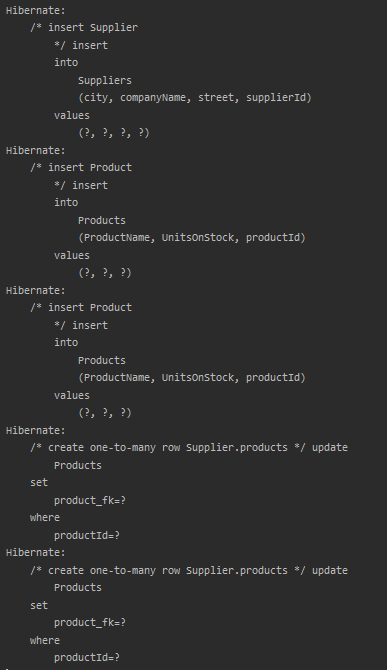 Hibernate:
    /* insert Supplier
        */ insert
        into
            Suppliers
            (city, companyName, street, supplierId)
        values
            (?, ?, ?, ?)
Hibernate:
    /* insert Product
        */ insert
        into
            Products
            (ProductName, UnitsOnStock, productId)
        values
            (?, ?, ?)
Hibernate:
    /* insert Product
        */ insert
        into
            Products
            (ProductName, UnitsOnStock, productId)
        values
            (?, ?, ?)
Hibernate:
    /* create one-to-many row Supplier.products */ update
        Products
    set
        product_fk=?
    where
        productId=?
Hibernate:
    /* create one-to-many row Supplier.products */ update
        Products
    set
        product_fk=?
    where
        productId=?